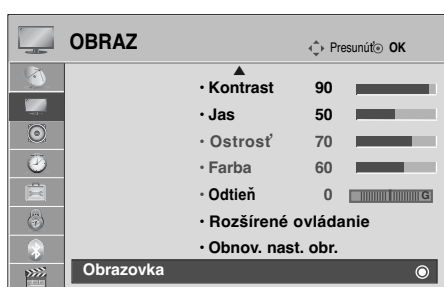 OBRAZ Presunúť OK
• Kontrast 90
• Jas 50
• Ostrosť 70
• Farba 60
• Odtieň 0 G
• Rozšírené ovládanie
• Obnov. nast. obr.
Obrazovka